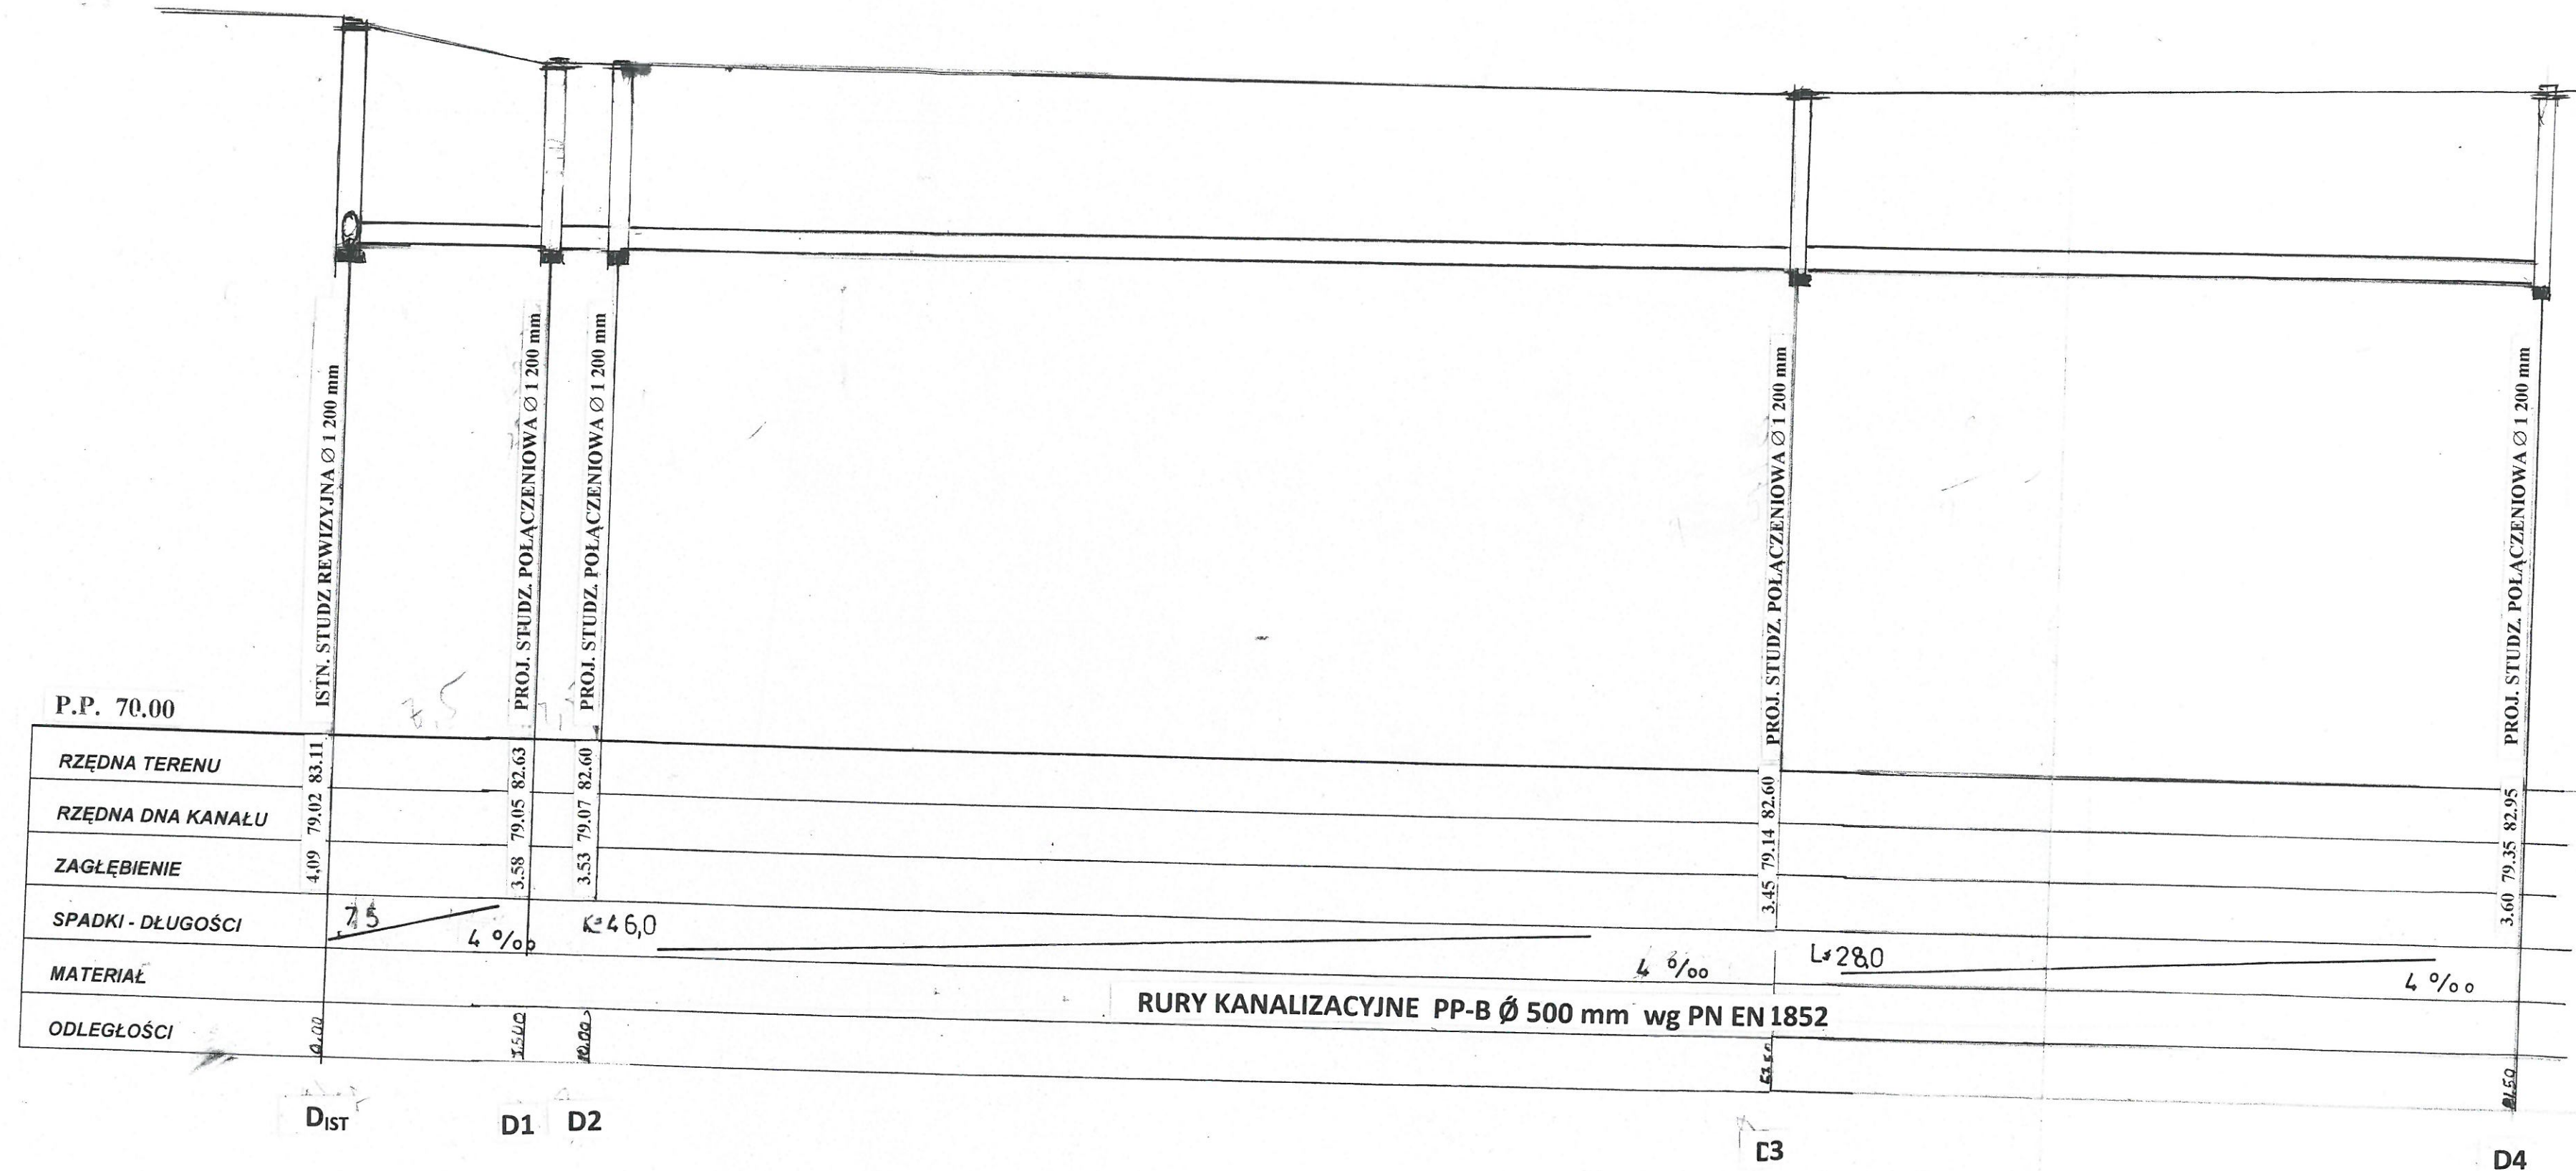 ISTN. STUDZ REWIZYJNA Ø 1 200 mm
PROJ. STUDZ. POŁĄCZENIOWA Ø 1 200 mm
PROJ. STUDZ. POŁĄCZENIOWA Ø 1 200 mm
PROJ. STUDZ. POŁĄCZENIOWA Ø 1 200 mm
PROJ. STUDZ. POŁĄCZENIOWA Ø 1 200 mm
7,5
P.P. 70.00
RZĘDNA TERENU
83.11 82.63 82.60 82.60 82.95
RZĘDNA DNA KANAŁU
79.02 79.05 79.07 79.14 79.35
ZAGŁĘBIENIE
4,09 3.58 3.53 3.45 3.60
SPADKI - DŁUGOŚCI
7,5 4 ‰ 46,0 4 ‰ L=28,0 4 ‰
MATERIAŁ
RURY KANALIZACYJNE PP-B Ø 500 mm wg PN EN 1852
ODLEGŁOŚCI
0,00 10.00
DIST D1 D2 D3 D4